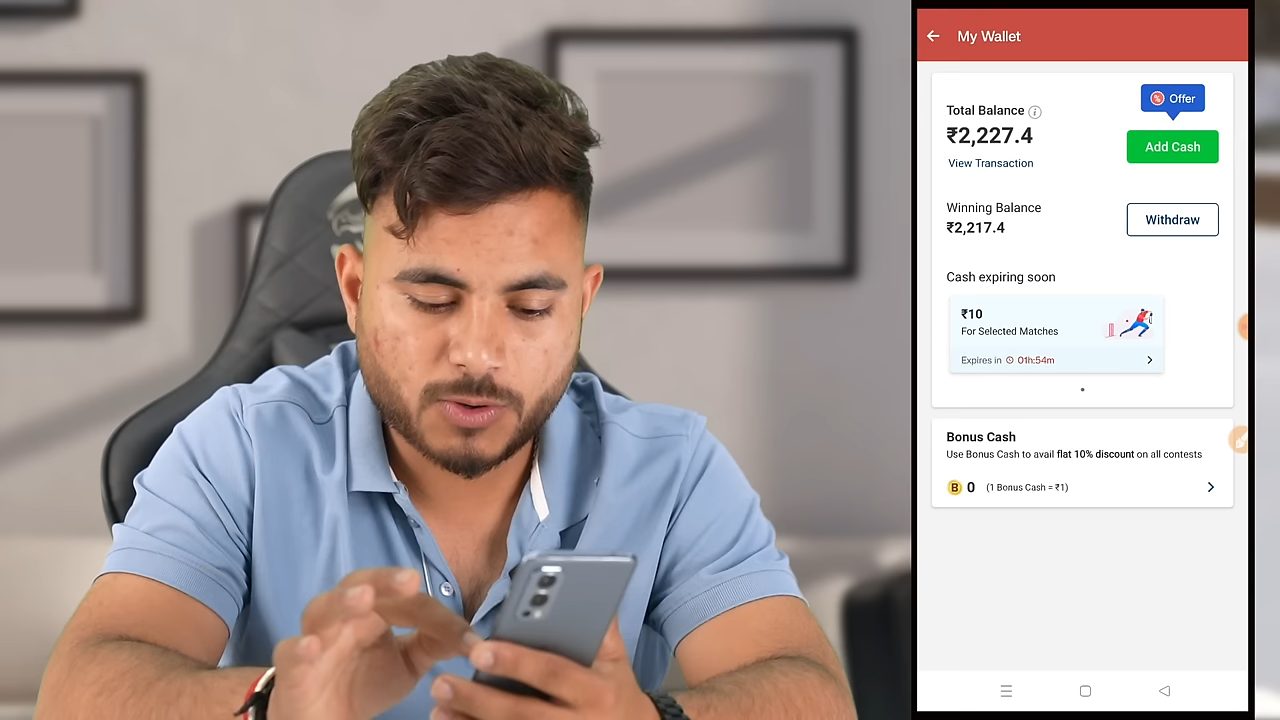 My Wallet
Offer
Total Balance
₹2,227.4
Add Cash
View Transaction
Winning Balance
₹2,217.4
Withdraw
Cash expiring soon
₹10
For Selected Matches
Expires in 01h:54m
Bonus Cash
Use Bonus Cash to avail flat 10% discount on all contests
B 0 (1 Bonus Cash = ₹1)